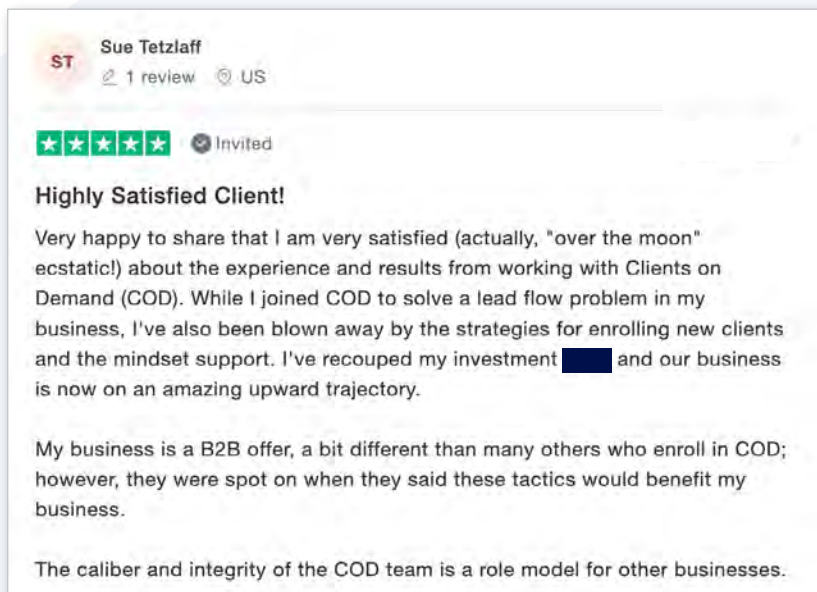 ST
Sue Tetzlaff
1 review US
Invited
Highly Satisfied Client!
Very happy to share that I am very satisfied (actually, "over the moon"
ecstatic!) about the experience and results from working with Clients on
Demand (COD). While I joined COD to solve a lead flow problem in my
business, I've also been blown away by the strategies for enrolling new clients
and the mindset support. I've recouped my investment and our business
is now on an amazing upward trajectory.
My business is a B2B offer, a bit different than many others who enroll in COD;
however, they were spot on when they said these tactics would benefit my
business.
The caliber and integrity of the COD team is a role model for other businesses.